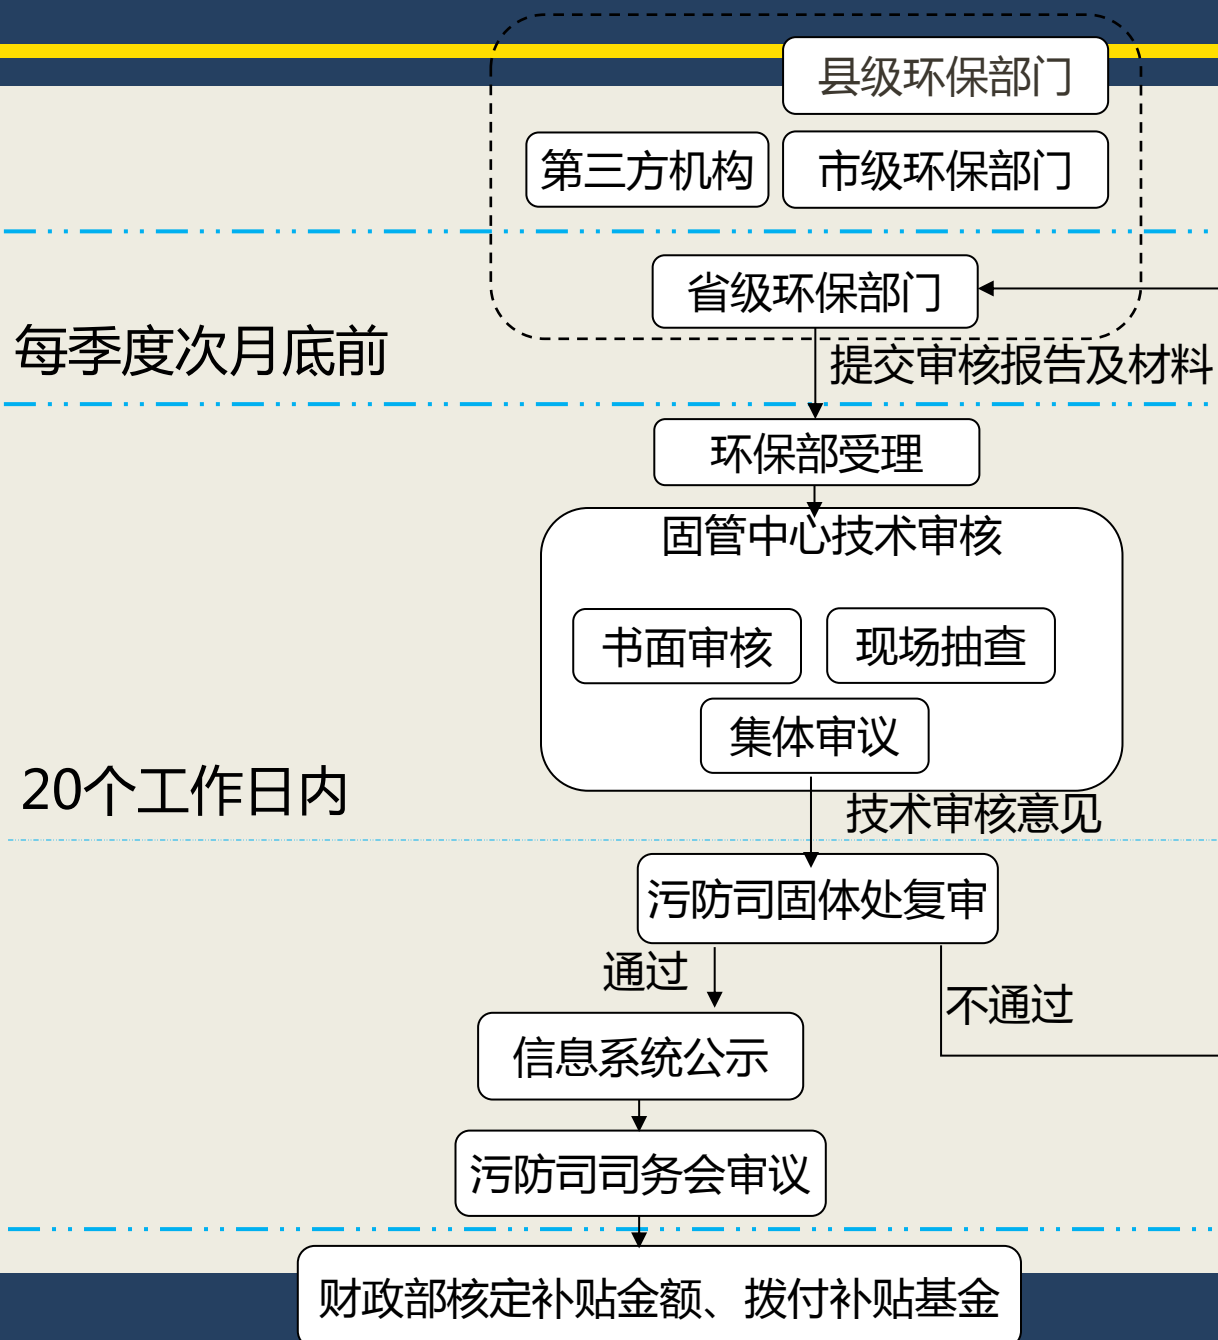 县级环保部门
第三方机构
市级环保部门
省级环保部门
每季度次月底前
提交审核报告及材料
环保部受理
固管中心技术审核
书面审核
现场抽查
集体审议
20个工作日内
技术审核意见
污防司固体处复审
通过
不通过
信息系统公示
污防司司务会审议
财政部核定补贴金额、拨付补贴基金